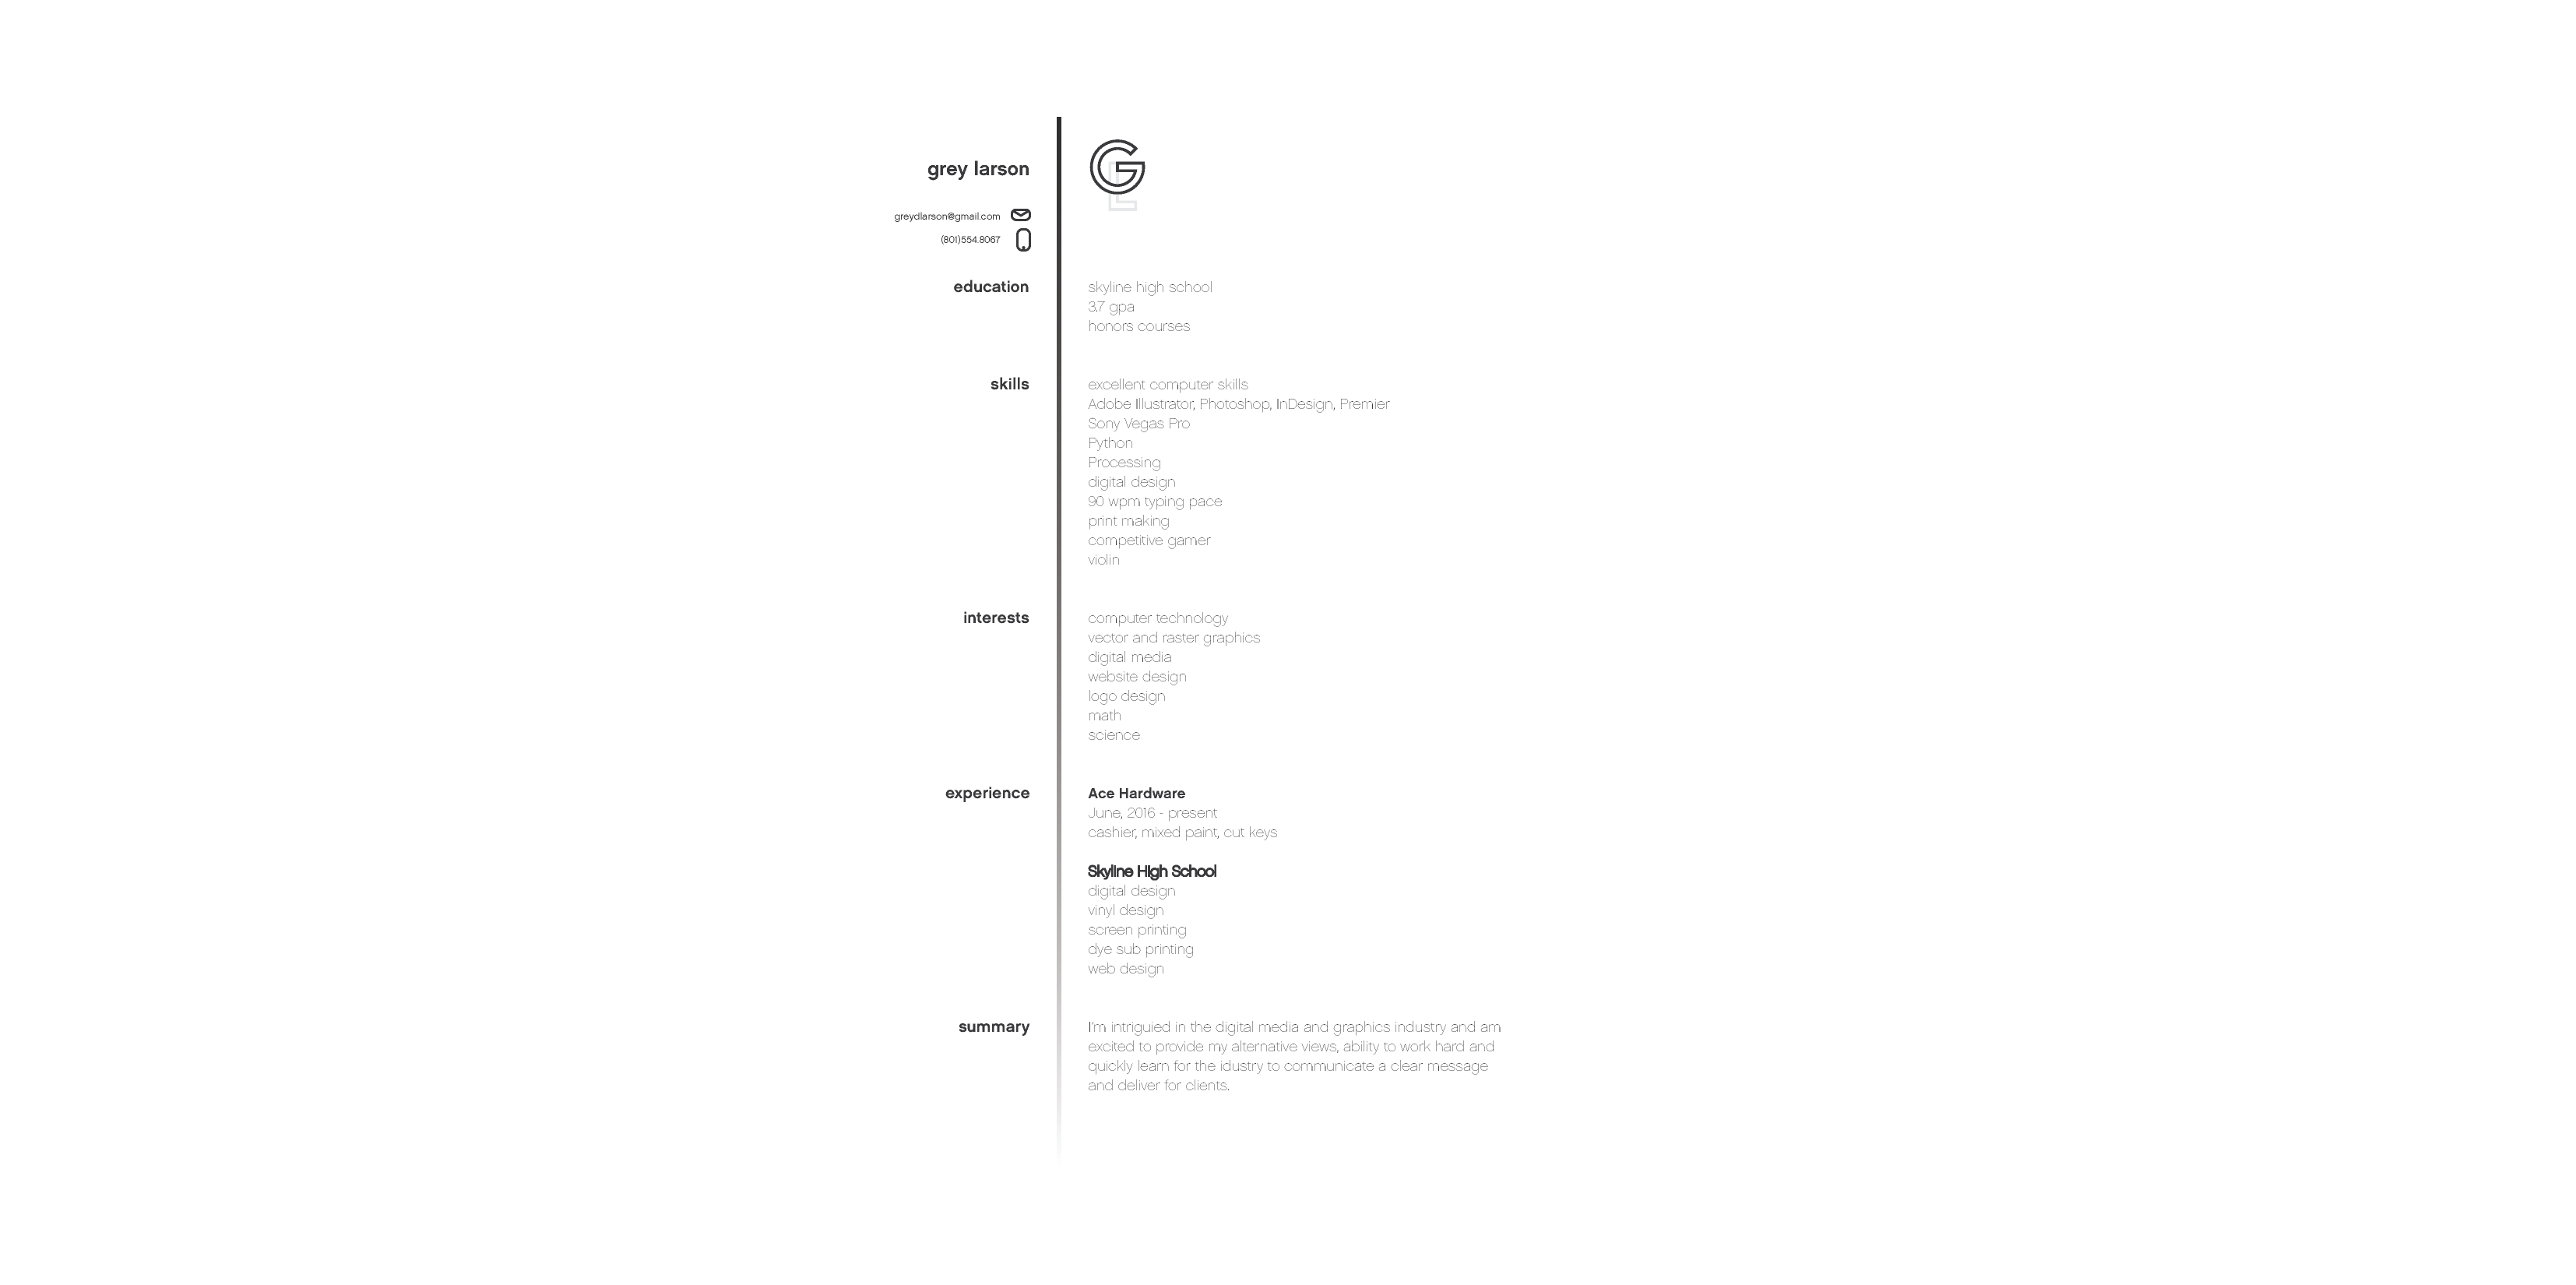 grey larson
GL
greydlarson@gmail.com
(801)554.8067
education
skyline high school
3.7 gpa
honors courses
skills
excellent computer skills
Adobe Illustrator, Photoshop, InDesign, Premier
Sony Vegas Pro
Python
Processing
digital design
90 wpm typing pace
print making
competitive gamer
violin
interests
computer technology
vector and raster graphics
digital media
website design
logo design
math
science
experience
Ace Hardware
June, 2016 - present
cashier, mixed paint, cut keys
Skyline High School
digital design
vinyl design
screen printing
dye sub printing
web design
summary
I'm intriguied in the digital media and graphics industry and am
excited to provide my alternative views, ability to work hard and
quickly learn for the idustry to communicate a clear message
and deliver for clients.